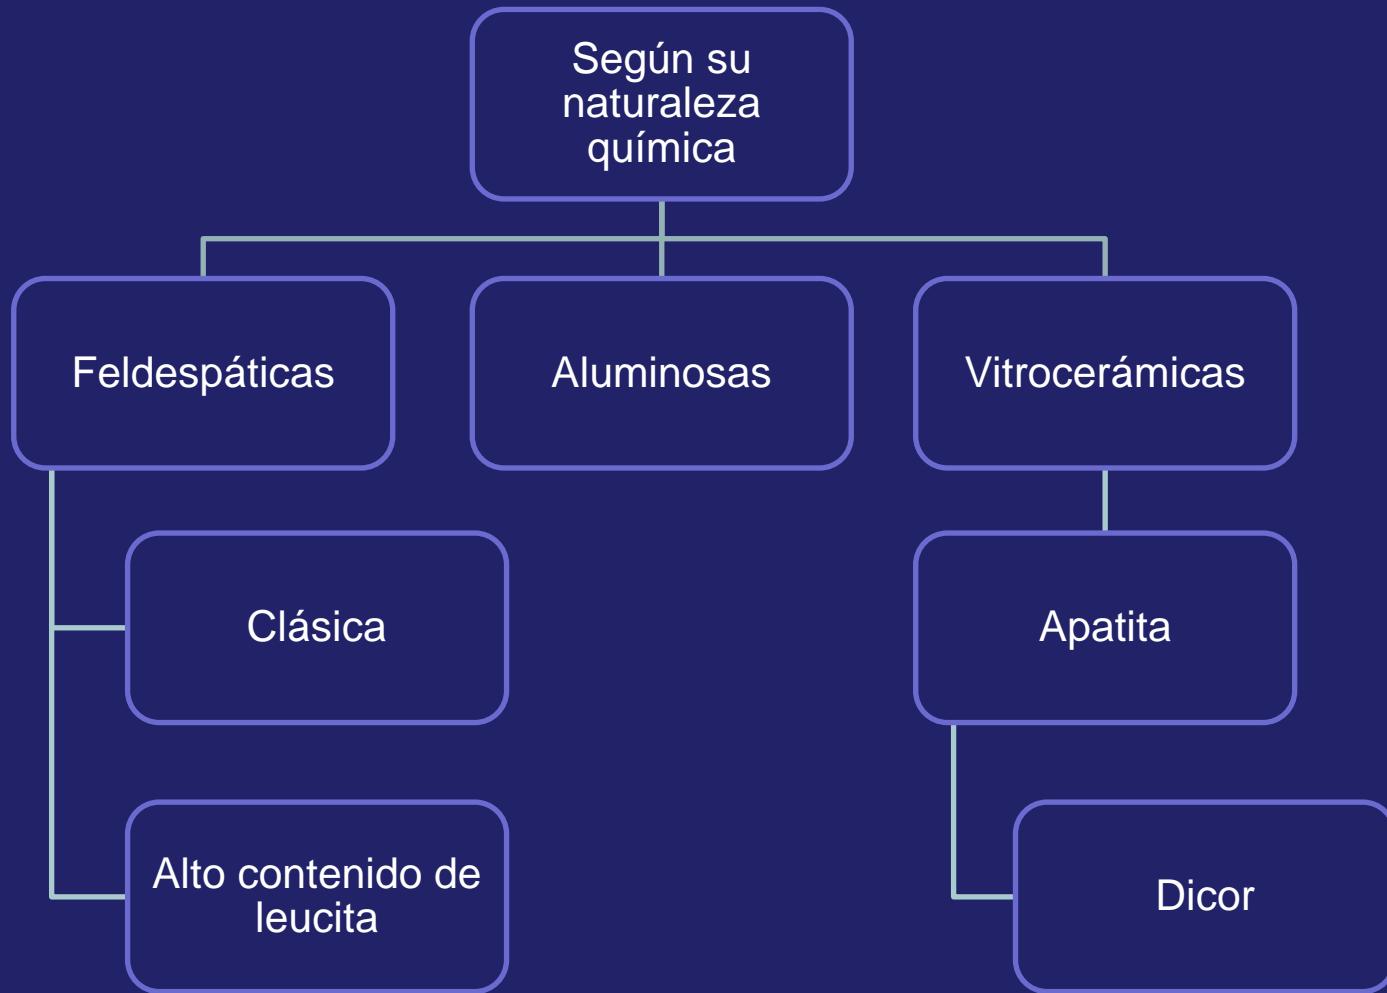 Según su
naturaleza
química
Feldespáticas
Aluminosas
Vitrocerámicas
Clásica
Apatita
Alto contenido de
leucita
Dicor